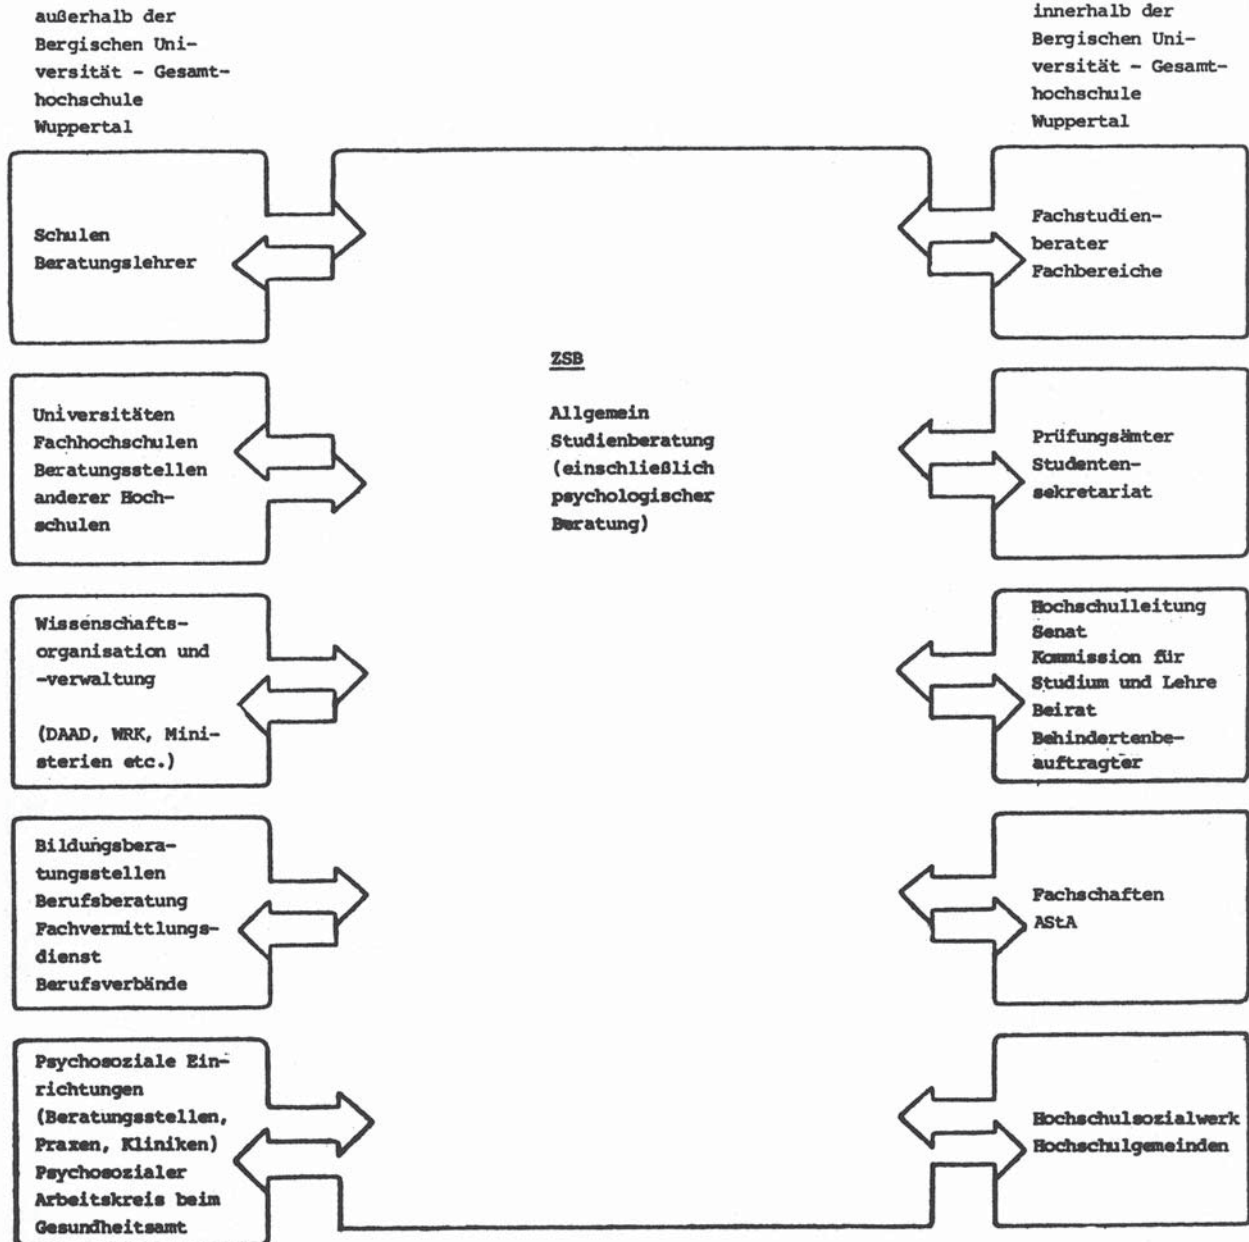 außerhalb der
Bergischen Uni-
versität - Gesamt-
hochschule
Wuppertal
innerhalb der
Bergischen Uni-
versität - Gesamt-
hochschule
Wuppertal
Schulen
Beratungslehrer
Universitäten
Fachhochschulen
Beratungsstellen
anderer Hoch-
schulen
Wissenschafts-
organisation und
-verwaltung
(DAAD, WRK, Mini-
sterien etc.)
Bildungsbera-
tungsstellen
Berufsberatung
Fachvermittlungs-
dienst
Berufsverbände
Psychosoziale Ein-
richtungen
(Beratungsstellen,
Praxen, Kliniken)
Psychosozialer
Arbeitskreis beim
Gesundheitsamt
ZSB
Allgemein
Studienberatung
(einschließlich
psychologischer
Beratung)
Fachstudien-
berater
Fachbereiche
Prüfungsämter
Studenten-
sekretariat
Hochschulleitung
Senat
Kommission für
Studium und Lehre
Beirat
Behindertenbe-
auftragter
Fachschaften
AStA
Hochschulsozialwerk
Hochschulgemeinden